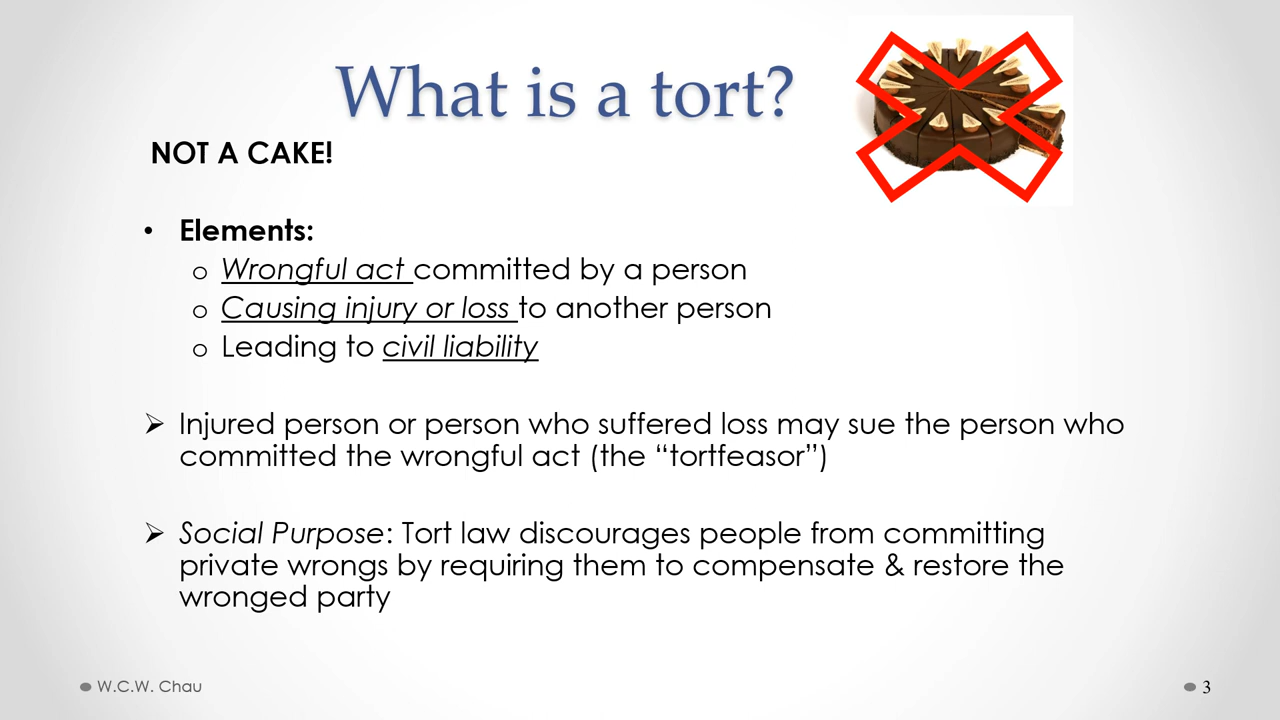 What is a tort?
NOT A CAKE!
• Elements:
o Wrongful act committed by a person
o Causing injury or loss to another person
o Leading to civil liability
➢ Injured person or person who suffered loss may sue the person who
committed the wrongful act (the “tortfeasor”)
➢ Social Purpose: Tort law discourages people from committing
private wrongs by requiring them to compensate & restore the
wronged party
W.C.W. Chau
3